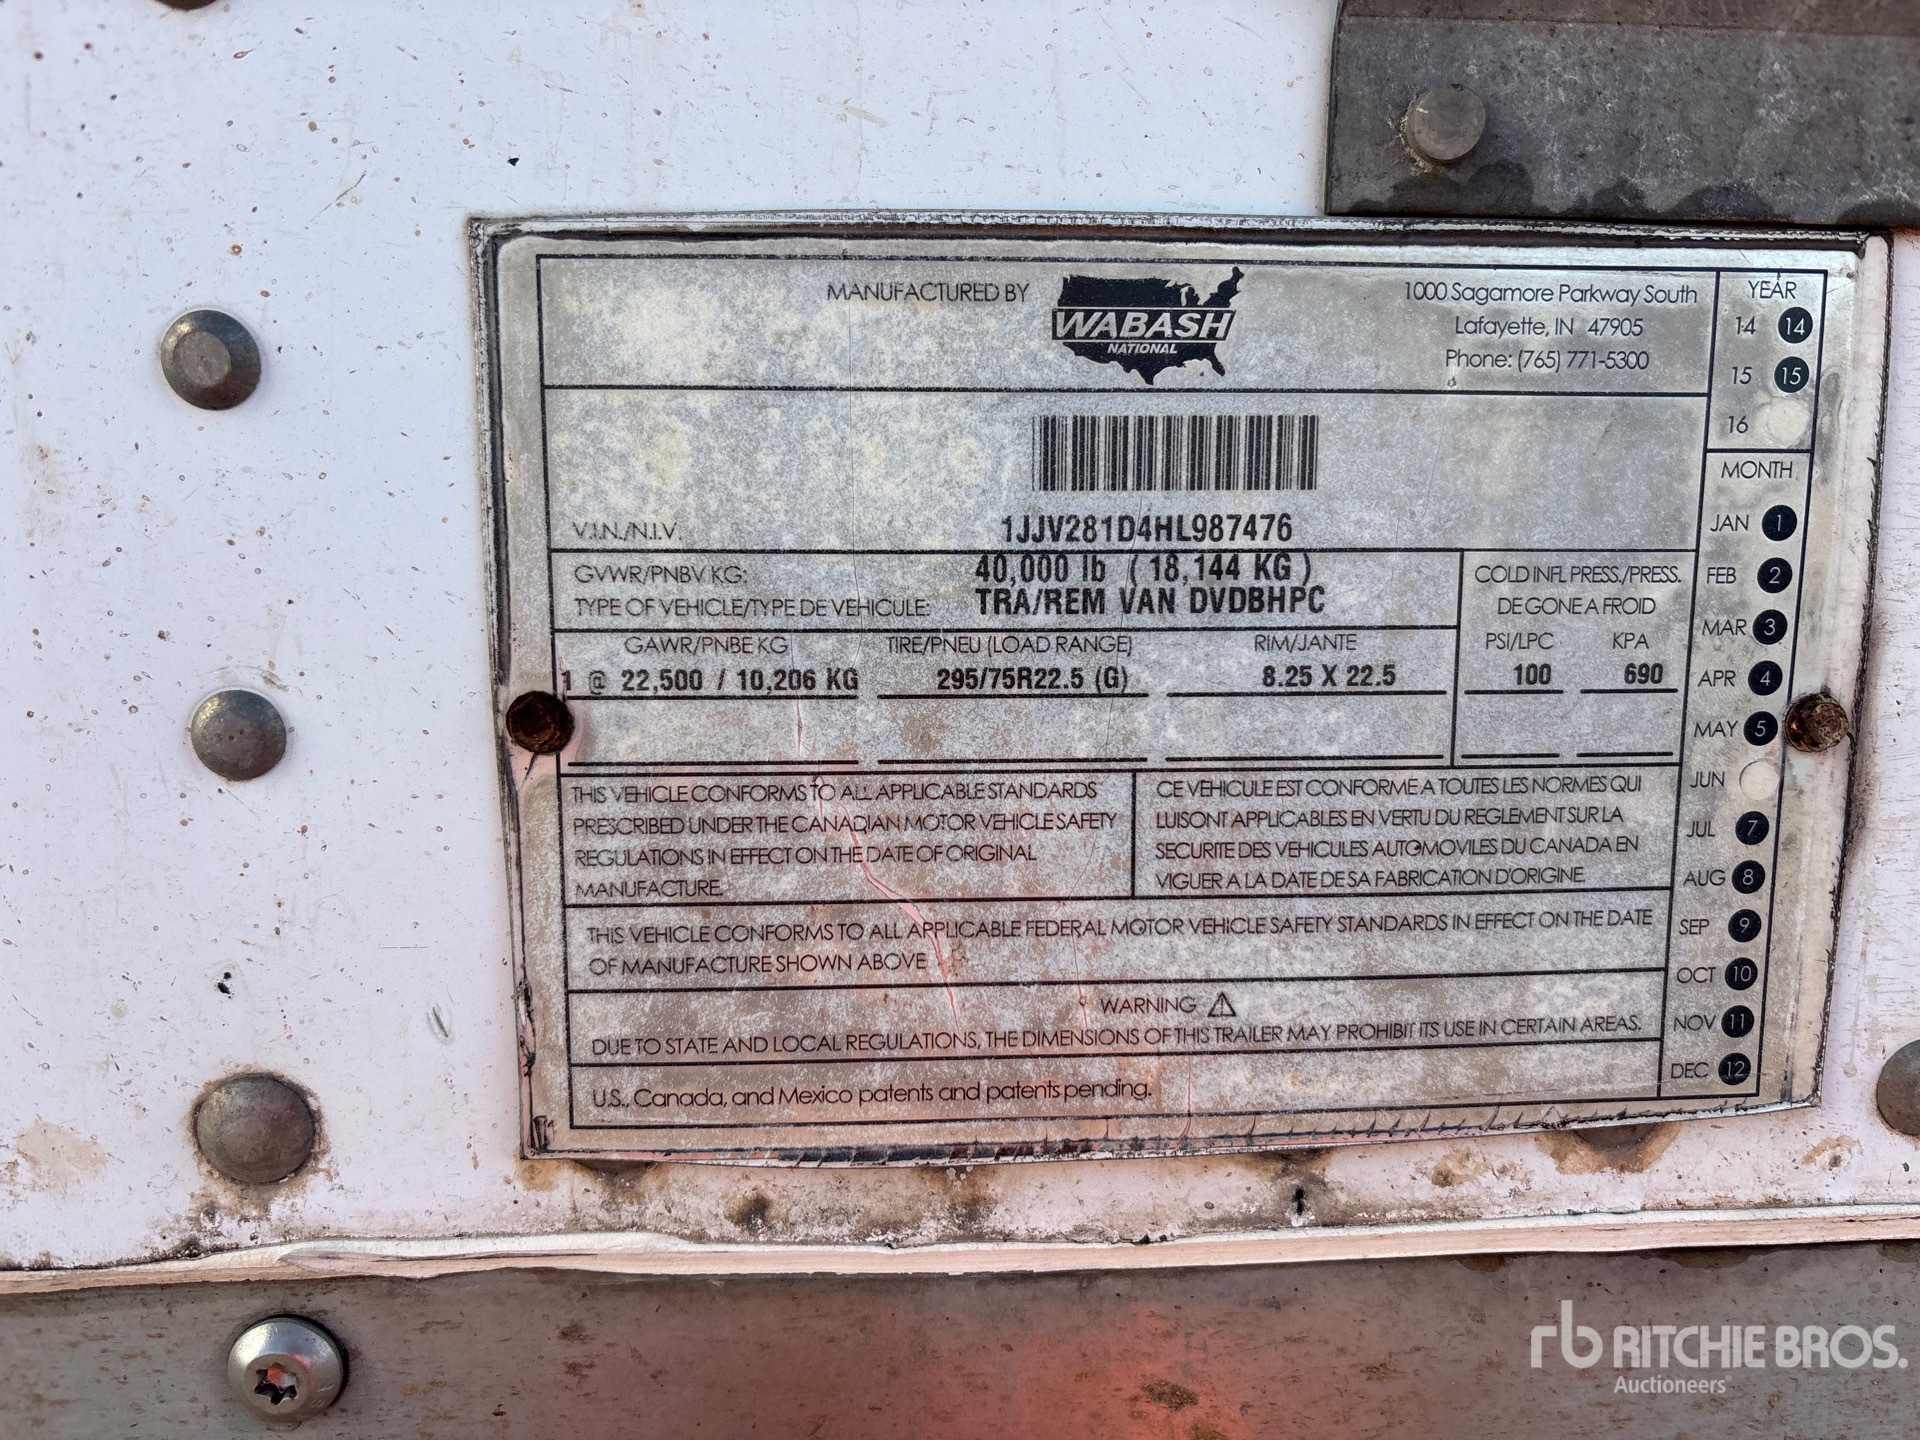 MANUFACTURED BY
WABASH
NATIONAL
1000 Sagamore Parkway South
Lafayette, IN 47905
Phone: (765) 771-5300
YEAR
14 14
15 15
16
MONTH
JAN 1
FEB 2
MAR 3
APR 4
MAY 5
JUN
JUL 7
AUG 8
SEP 9
OCT 10
NOV 11
DEC 12
V.I.N./N.I.V. 1JJV281D4HL987476
GVWR/PNBV KG: 40,000 lb ( 18,144 KG )
TYPE OF VEHICLE/TYPE DE VEHICULE: TRA/REM VAN DVDBHPC
COLD INFL PRESS./PRESS.
DE GONE A FROID
GAWR/PNBE KG TIRE/PNEU (LOAD RANGE) RIM/JANTE PSI/LPC KPA
1 @ 22,500 / 10,206 KG 295/75R22.5 (G) 8.25 X 22.5 100 690
THIS VEHICLE CONFORMS TO ALL APPLICABLE STANDARDS
PRESCRIBED UNDER THE CANADIAN MOTOR VEHICLE SAFETY
REGULATIONS IN EFFECT ON THE DATE OF ORIGINAL
MANUFACTURE.
CE VEHICULE EST CONFORME A TOUTES LES NORMES QUI
LUI SONT APPLICABLES EN VERTU DU REGLEMENT SUR LA
SECURITE DES VEHICULES AUTOMOVILES DU CANADA EN
VIGUER A LA DATE DE SA FABRICATION D'ORIGINE.
THIS VEHICLE CONFORMS TO ALL APPLICABLE FEDERAL MOTOR VEHICLE SAFETY STANDARDS IN EFFECT ON THE DATE
OF MANUFACTURE SHOWN ABOVE
WARNING
DUE TO STATE AND LOCAL REGULATIONS, THE DIMENSIONS OF THIS TRAILER MAY PROHIBIT ITS USE IN CERTAIN AREAS.
U.S., Canada, and Mexico patents and patents pending.
rb RITCHIE BROS.
Auctioneers